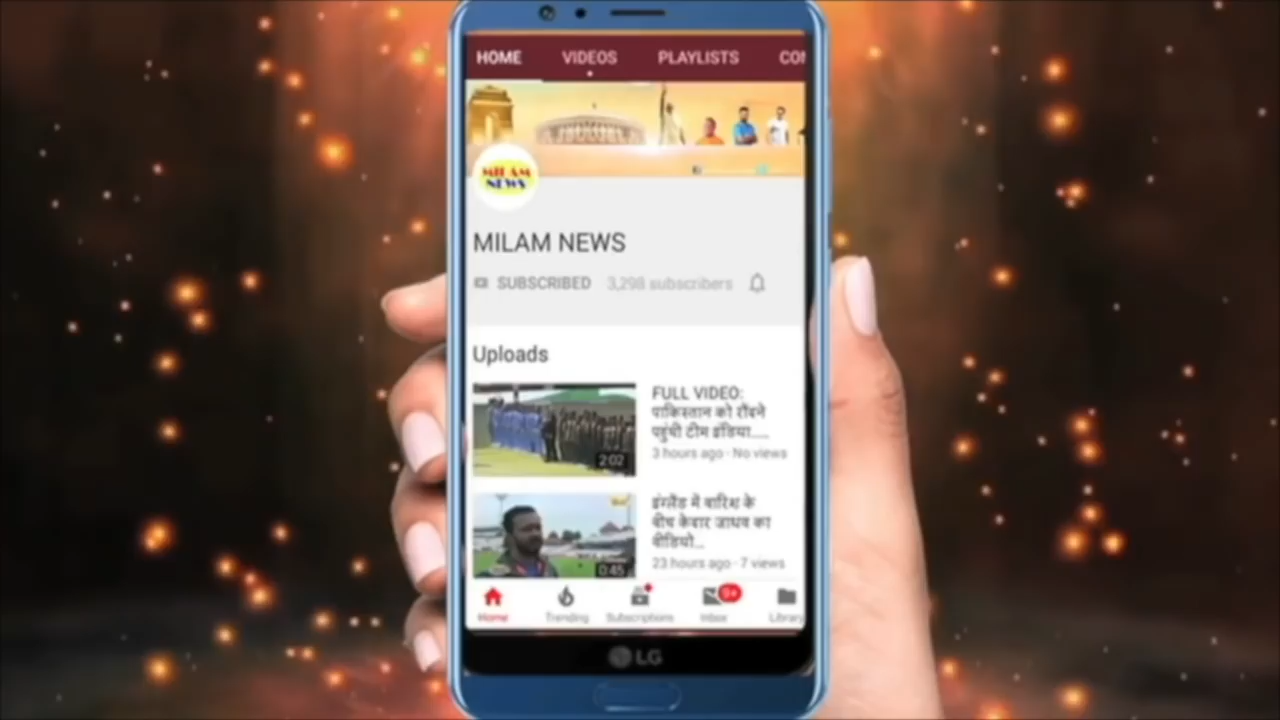 HOME VIDEOS PLAYLISTS CON
MILAM
NEWS
MILAM NEWS
SUBSCRIBED 3,298 subscribers
Uploads
FULL VIDEO:
पाकिस्तान को रौंदने
पहुंची टीम इंडिया.....
3 hours ago · No views
2:02
इंग्लैंड में बारिश के
बीच केदार जाधव का
वीडियो...
23 hours ago · 7 views
0:45
Home Trending Subscriptions Inbox 9+ Library
LG